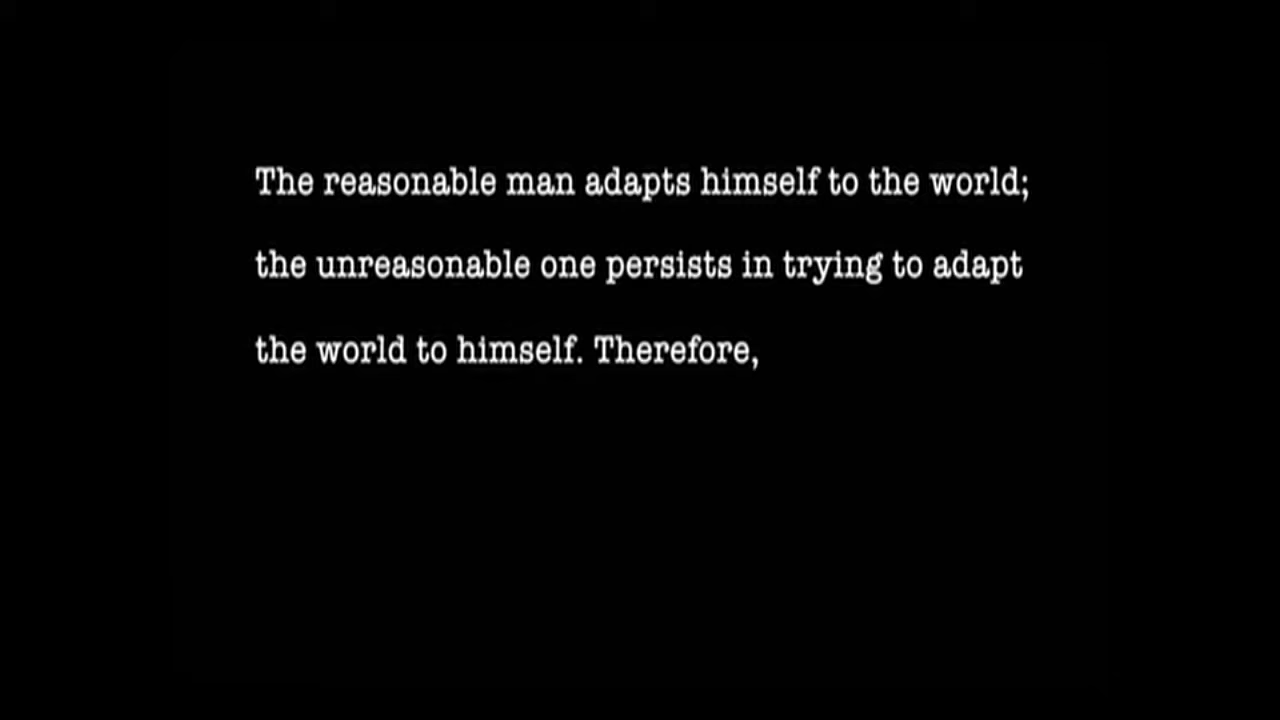 The reasonable man adapts himself to the world;
the unreasonable one persists in trying to adapt
the world to himself. Therefore,